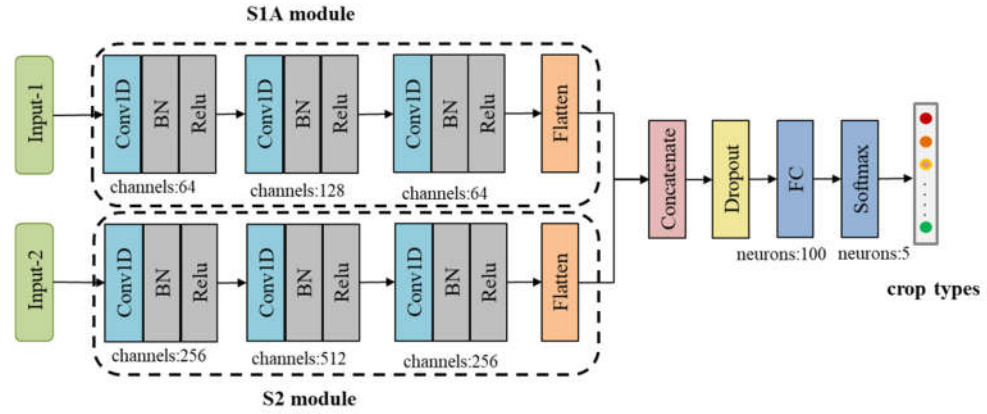 S1A module
Input-1
Conv1D
BN
Relu
channels:64
Conv1D
BN
Relu
channels:128
Conv1D
BN
Relu
channels:64
Flatten
Input-2
Conv1D
BN
Relu
channels:256
Conv1D
BN
Relu
channels:512
Conv1D
BN
Relu
channels:256
Flatten
S2 module
Concatenate
Dropout
FC
neurons:100
Softmax
neurons:5
crop types